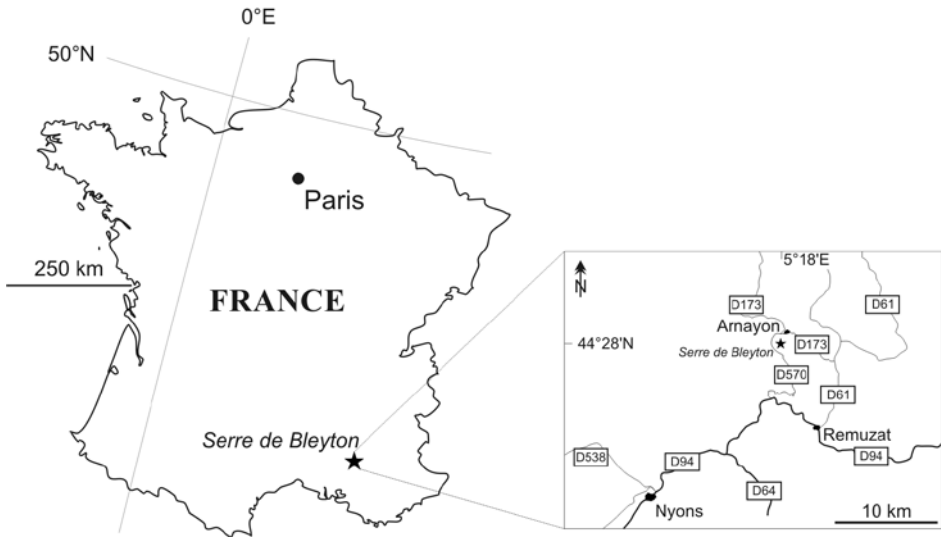 0°E
50°N
Paris
250 km
FRANCE
Serre de Bleyton
N
5°18'E
D173
D61
Arnayon
44°28'N
D173
Serre de Bleyton
D570
D61
Remuzat
D538
D94
D94
D64
Nyons
10 km